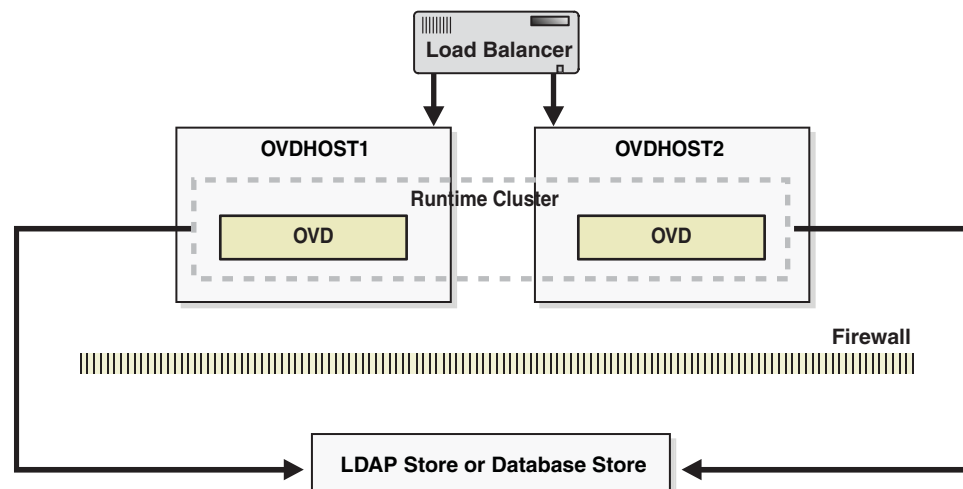 Load Balancer
OVDHOST1
OVDHOST2
Runtime Cluster
OVD
OVD
Firewall
LDAP Store or Database Store